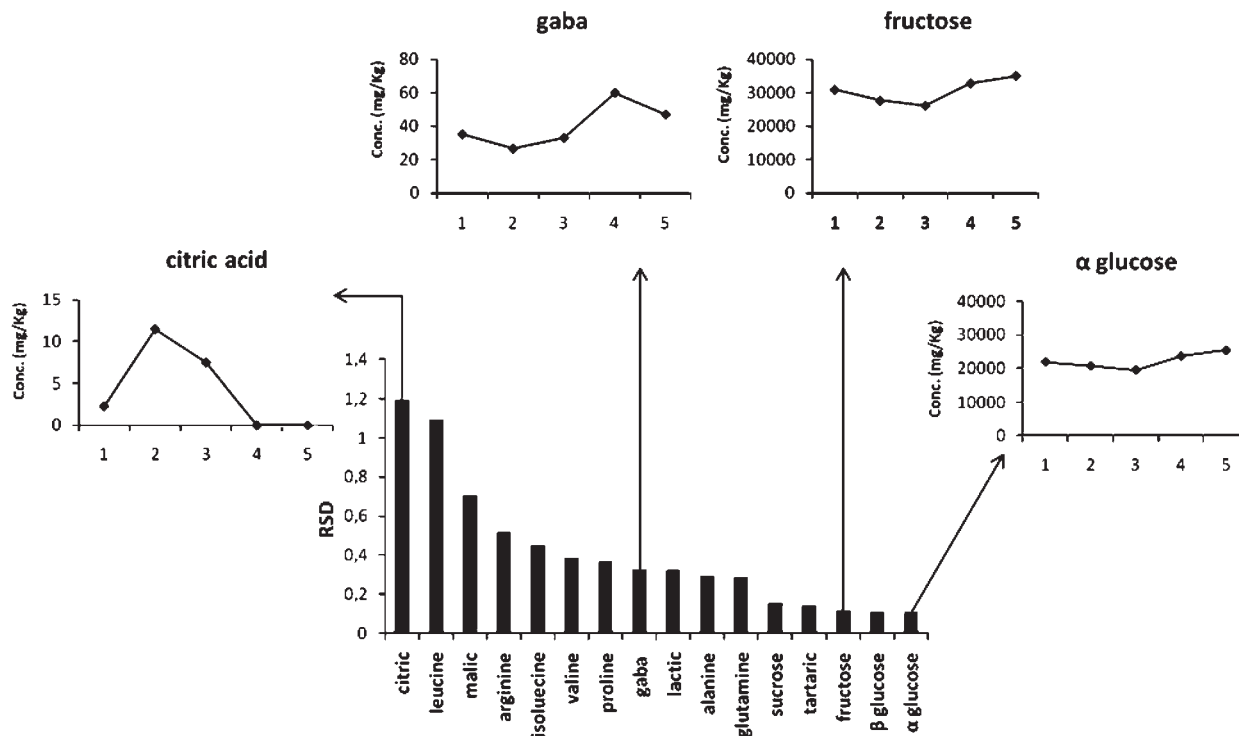 gaba
Conc. (mg/Kg)
80
60
40
20
0
1 2 3 4 5
fructose
Conc. (mg/Kg)
40000
30000
20000
10000
0
1 2 3 4 5
citric acid
Conc. (mg/Kg)
15
10
5
0
1 2 3 4 5
α glucose
Conc. (mg/Kg)
40000
30000
20000
10000
0
1 2 3 4 5
RSD
1,4
1,2
1
0,8
0,6
0,4
0,2
0
citric
leucine
malic
arginine
isoluecine
valine
proline
gaba
lactic
alanine
glutamine
sucrose
tartaric
fructose
β glucose
α glucose